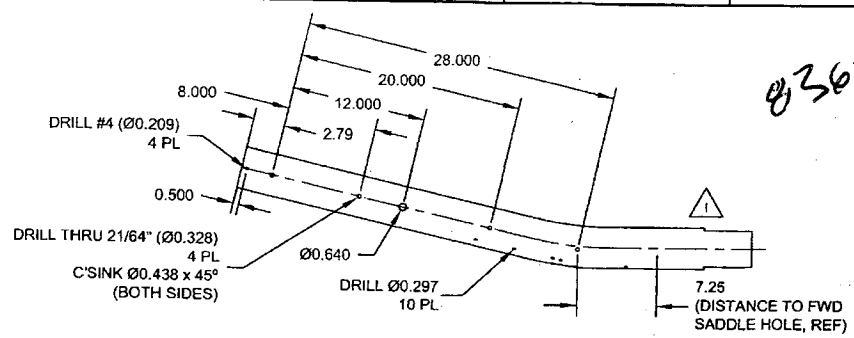 28.000
20.000
8.000
12.000
2.79
DRILL #4 (Ø0.209)
4 PL
0.500
DRILL THRU 21/64" (Ø0.328)
4 PL
C'SINK Ø0.438 x 45°
(BOTH SIDES)
Ø0.640
DRILL Ø0.297
10 PL
1
7.25
(DISTANCE TO FWD
SADDLE HOLE, REF)
836